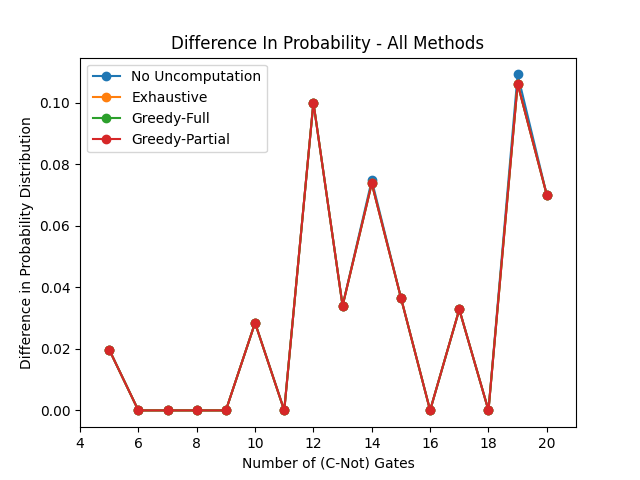 Difference In Probability - All Methods
No Uncomputation
Exhaustive
Greedy-Full
Greedy-Partial
Difference in Probability Distribution
0.10
0.08
0.06
0.04
0.02
0.00
4 6 8 10 12 14 16 18 20
Number of (C-Not) Gates